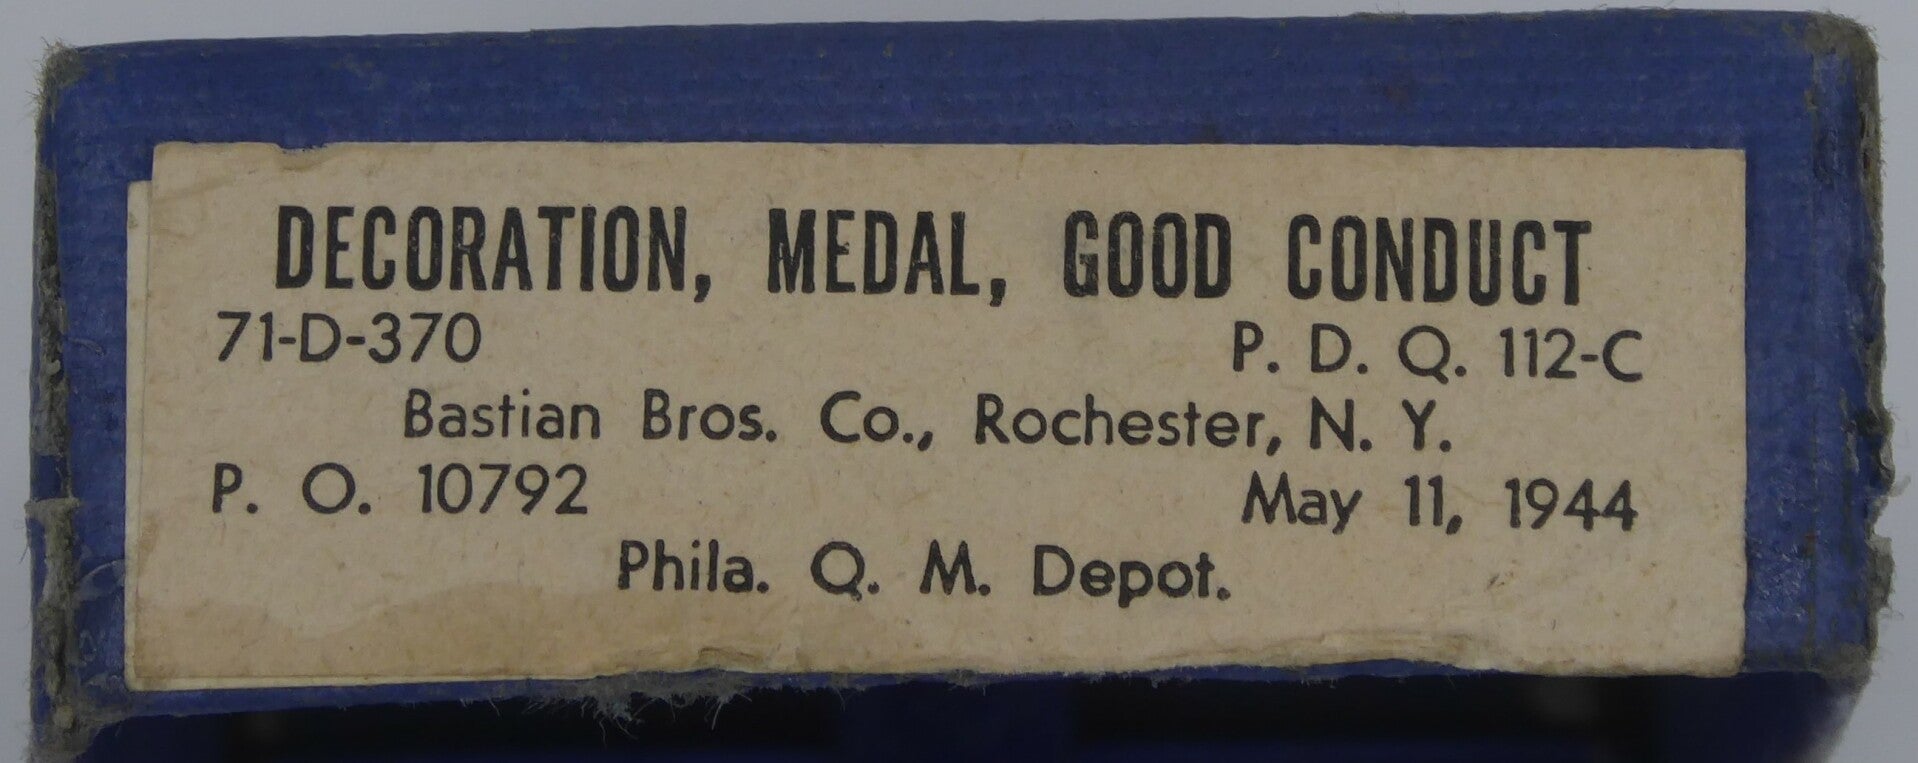 DECORATION, MEDAL, GOOD CONDUCT
71-D-370 P. D. Q. 112-C
Bastian Bros. Co., Rochester, N. Y.
P. O. 10792 May 11, 1944
Phila. Q. M. Depot.